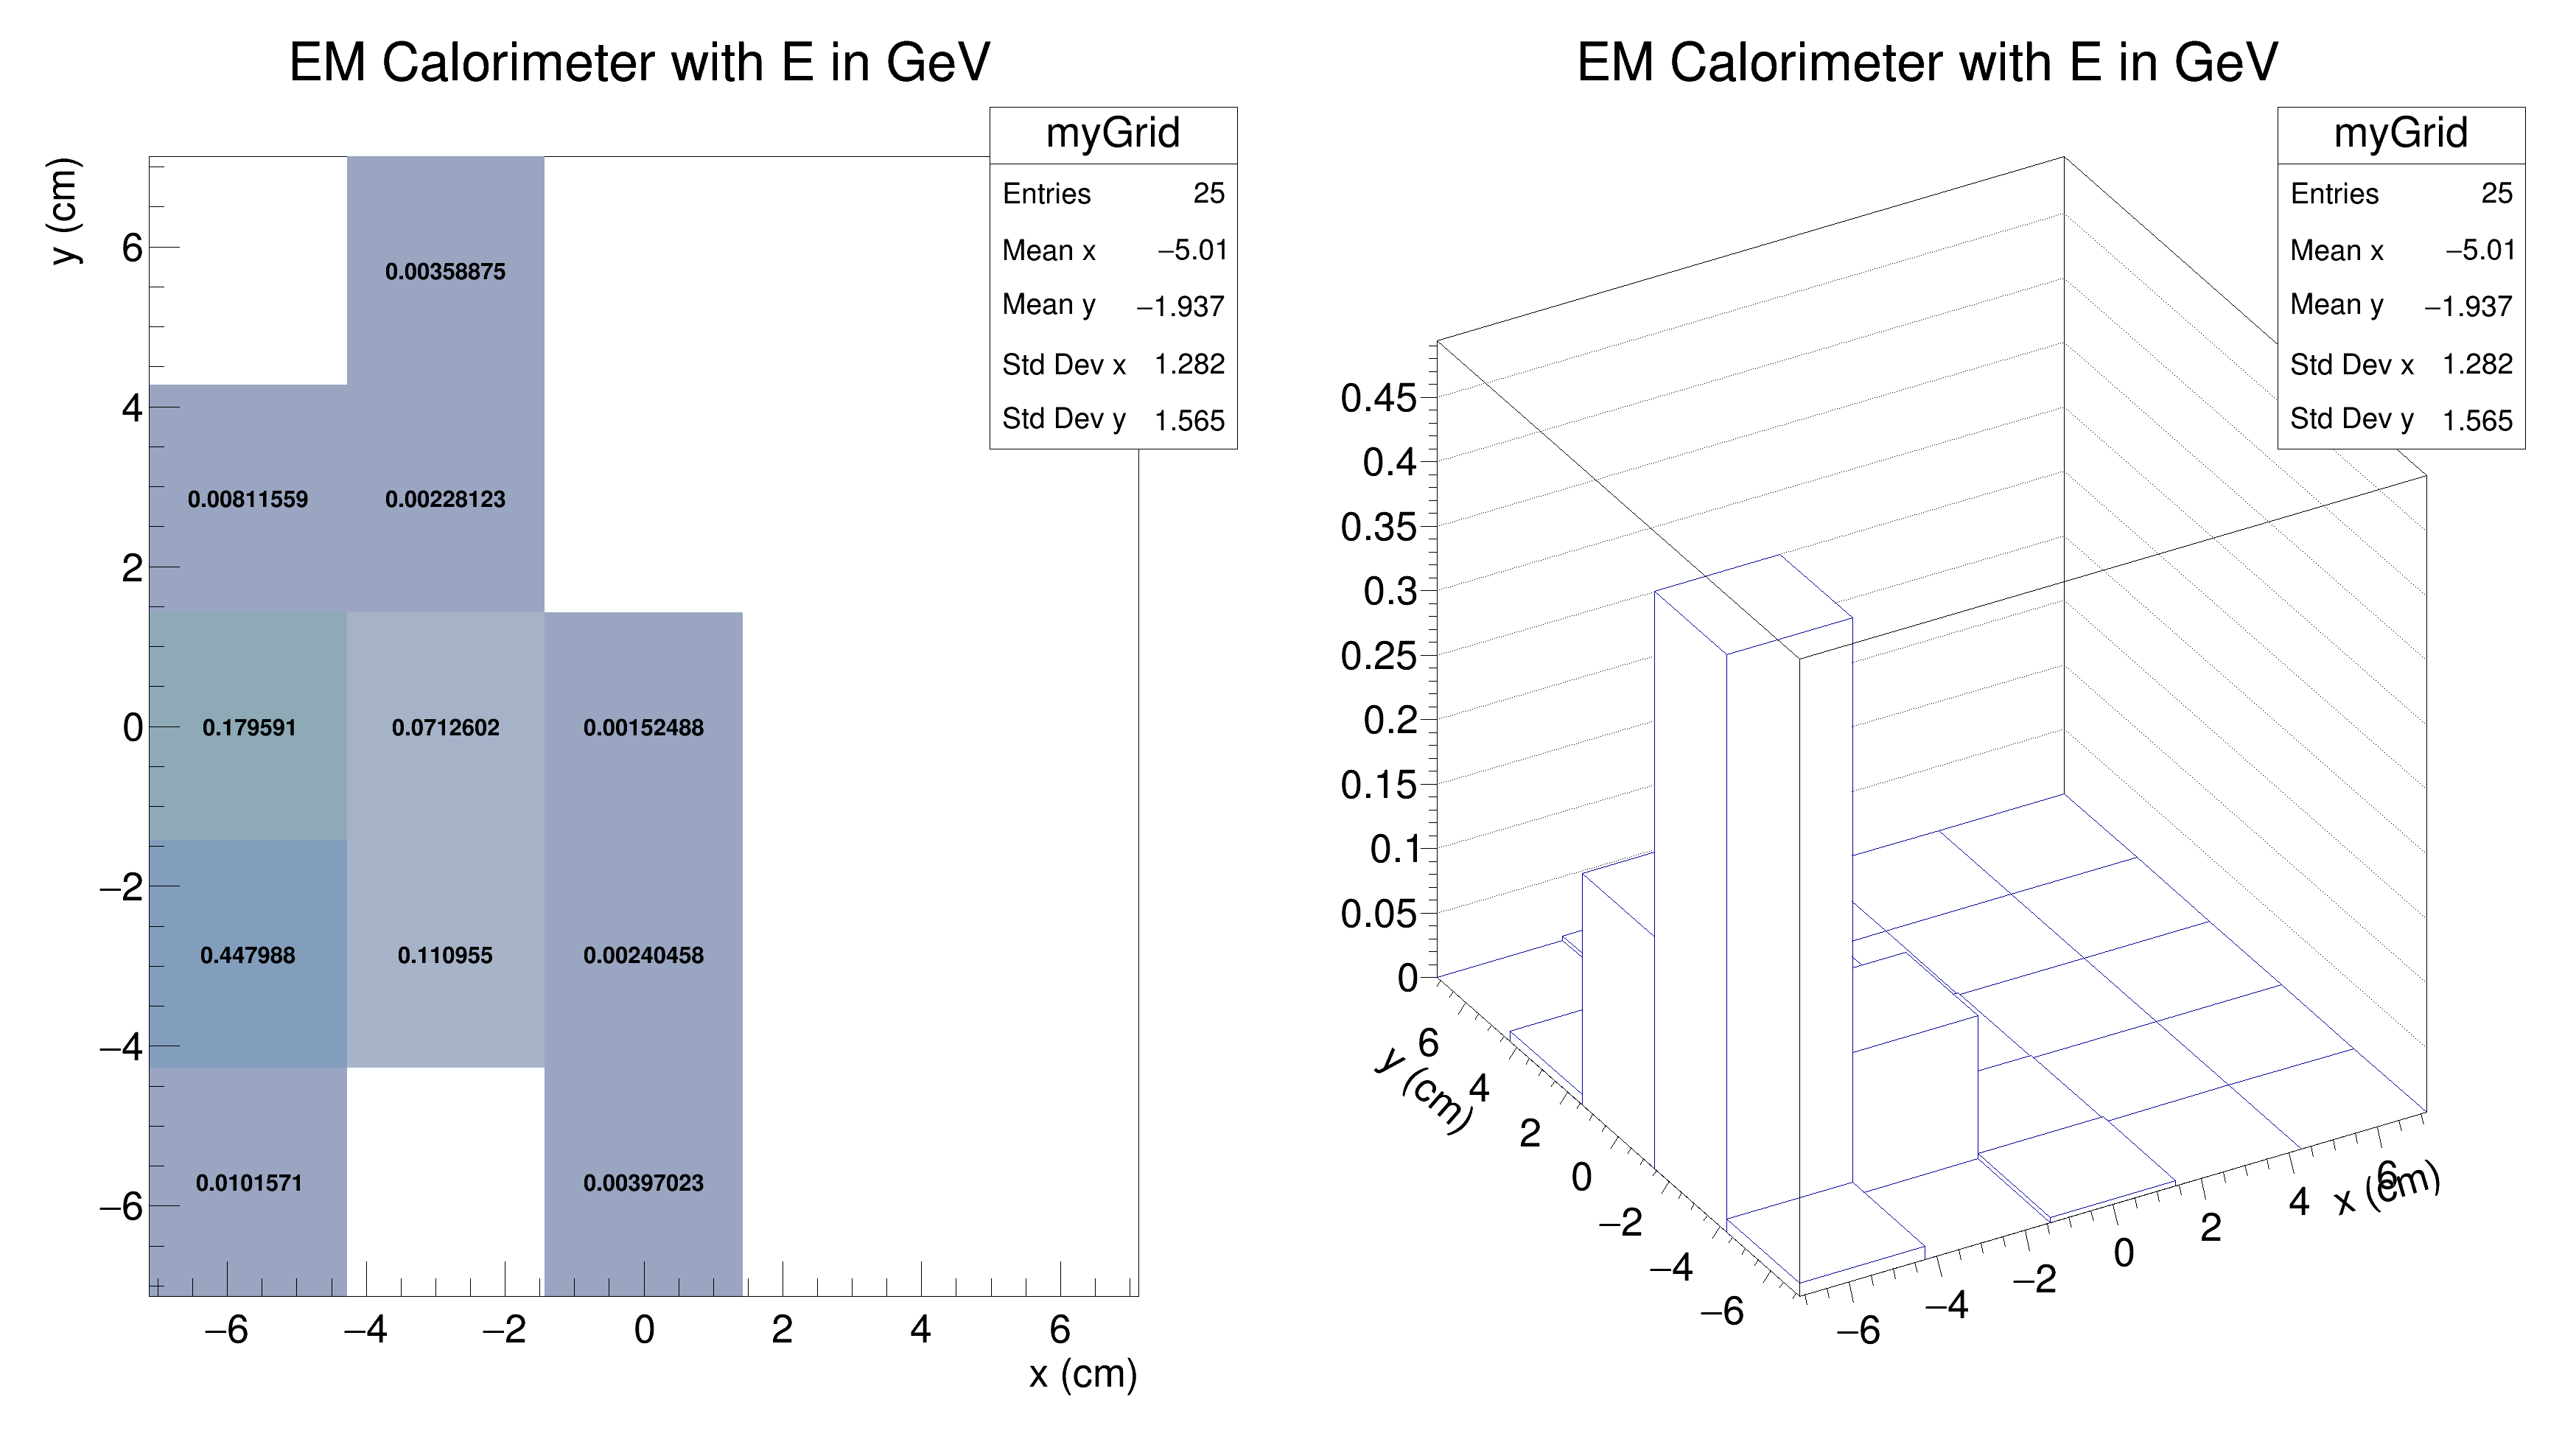 EM Calorimeter with E in GeV
myGrid
Entries 25
Mean x −5.01
Mean y −1.937
Std Dev x 1.282
Std Dev y 1.565
y (cm)
6
4
2
0
−2
−4
−6
0.00358875
0.00811559 0.00228123
0.179591 0.0712602 0.00152488
0.447988 0.110955 0.00240458
0.0101571 0.00397023
−6 −4 −2 0 2 4 6
x (cm)
EM Calorimeter with E in GeV
myGrid
Entries 25
Mean x −5.01
Mean y −1.937
Std Dev x 1.282
Std Dev y 1.565
0.45
0.4
0.35
0.3
0.25
0.2
0.15
0.1
0.05
0
y (cm)
6
4
2
0
−2
−4
−6
−6 −4 −2 0 2 4 6
x (cm)